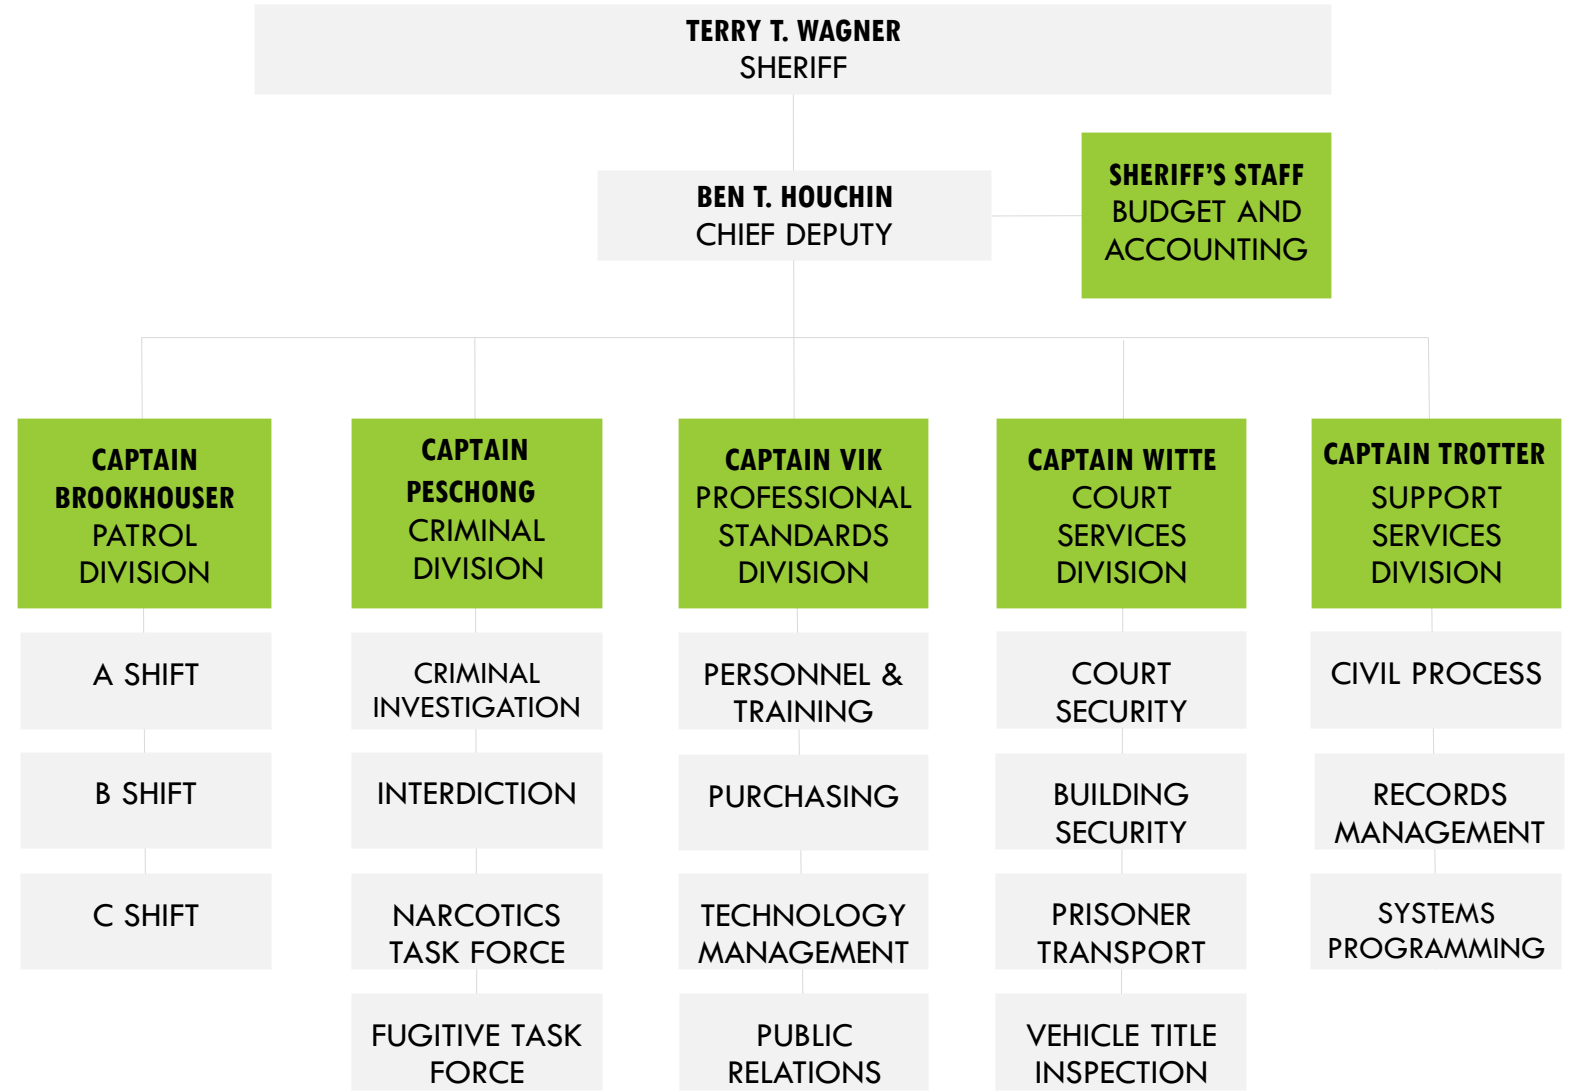 TERRY T. WAGNER
SHERIFF
BEN T. HOUCHIN
CHIEF DEPUTY
SHERIFF’S STAFF
BUDGET AND
ACCOUNTING
CAPTAIN
BROOKHOUSER
PATROL
DIVISION
A SHIFT
B SHIFT
C SHIFT
CAPTAIN
PESCHONG
CRIMINAL
DIVISION
CRIMINAL
INVESTIGATION
INTERDICTION
NARCOTICS
TASK FORCE
FUGITIVE TASK
FORCE
CAPTAIN VIK
PROFESSIONAL
STANDARDS
DIVISION
PERSONNEL &
TRAINING
PURCHASING
TECHNOLOGY
MANAGEMENT
PUBLIC
RELATIONS
CAPTAIN WITTE
COURT
SERVICES
DIVISION
COURT
SECURITY
BUILDING
SECURITY
PRISONER
TRANSPORT
VEHICLE TITLE
INSPECTION
CAPTAIN TROTTER
SUPPORT
SERVICES
DIVISION
CIVIL PROCESS
RECORDS
MANAGEMENT
SYSTEMS
PROGRAMMING